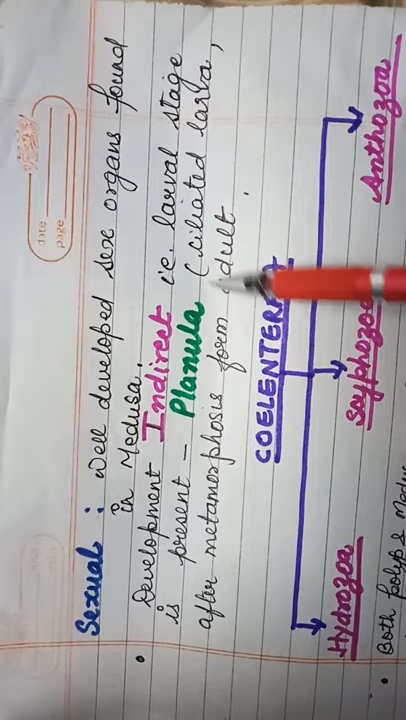 date
page
Sexual : Well developed sex organs found
in Medusa.
• Development Indirect i.e. larval stage
is present - Planula (ciliated larva,
after metamorphosis form adult.
COELENTERATA
Hydrozoa Scyphozoa Anthozoa
• Both Polyp &